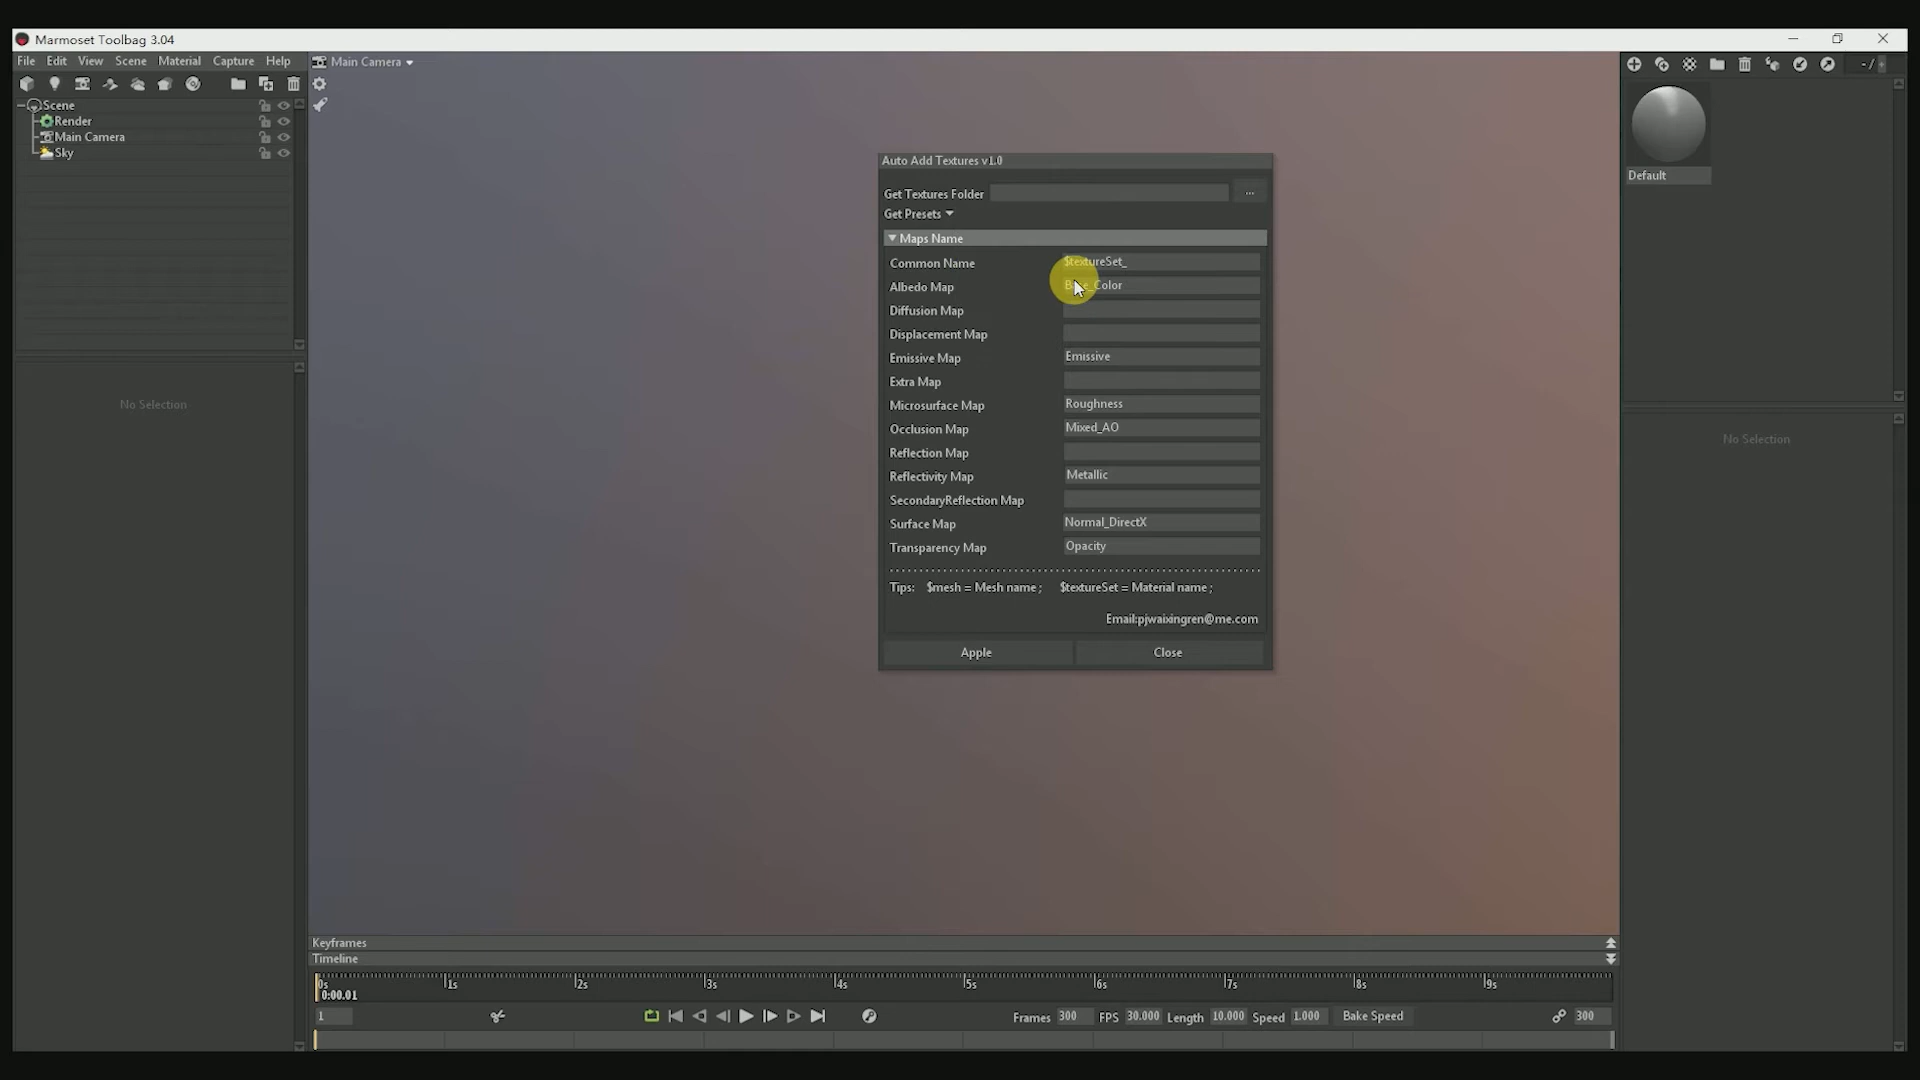 Marmoset Toolbag 3.04
File Edit View Scene Material Capture Help
Main Camera
Scene
Render
Main Camera
Sky
No Selection
Auto Add Textures v1.0
Get Textures Folder ...
Get Presets
Maps Name
Common Name $textureSet_
Albedo Map Base_Color
Diffusion Map
Displacement Map
Emissive Map Emissive
Extra Map
Microsurface Map Roughness
Occlusion Map Mixed_AO
Reflection Map
Reflectivity Map Metallic
SecondaryReflection Map
Surface Map Normal_DirectX
Transparency Map Opacity
Tips: $mesh = Mesh name ; $textureSet = Material name ;
Email:pjwaixingren@me.com
Apple Close
- / -
Default
No Selection
Keyframes
Timeline
0s 1s 2s 3s 4s 5s 6s 7s 8s 9s
0:00.01
1 Frames 300 FPS 30.000 Length 10.000 Speed 1.000 Bake Speed 300